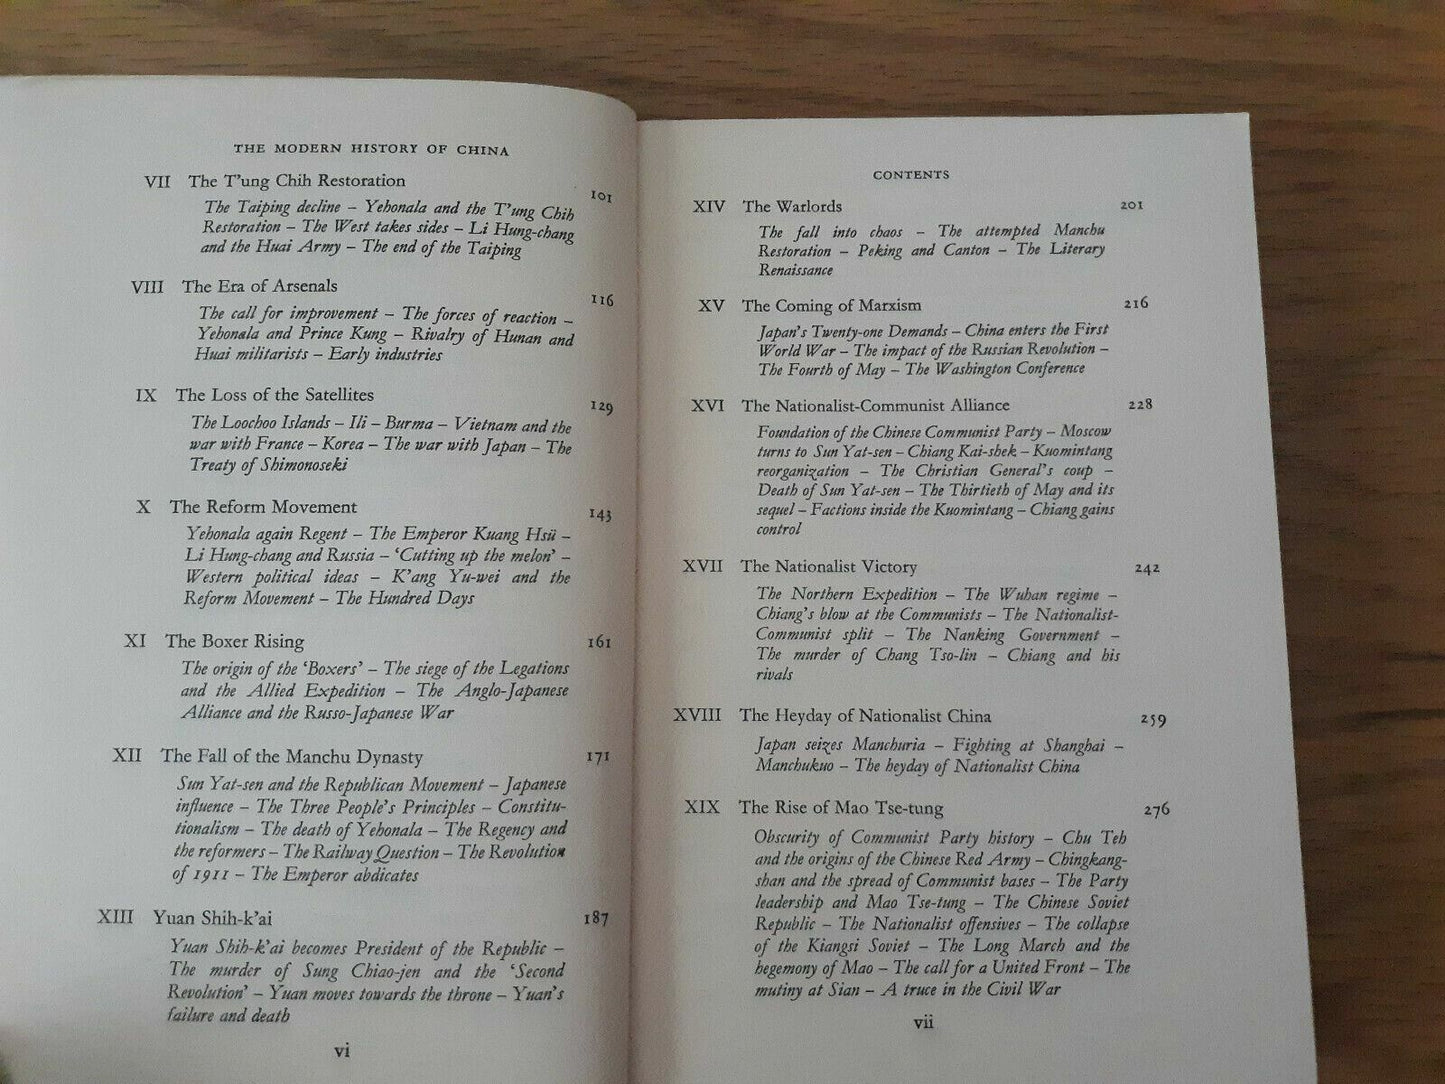 THE MODERN HISTORY OF CHINA
VII The T'ung Chih Restoration 101
The Taiping decline – Yehonala and the T'ung Chih
Restoration – The West takes sides – Li Hung-chang
and the Huai Army – The end of the Taiping
VIII The Era of Arsenals 116
The call for improvement – The forces of reaction –
Yehonala and Prince Kung – Rivalry of Hunan and
Huai militarists – Early industries
IX The Loss of the Satellites 129
The Loochoo Islands – Ili – Burma – Vietnam and the
war with France – Korea – The war with Japan – The
Treaty of Shimonoseki
X The Reform Movement 143
Yehonala again Regent – The Emperor Kuang Hsü –
Li Hung-chang and Russia – 'Cutting up the melon' –
Western political ideas – K'ang Yu-wei and the
Reform Movement – The Hundred Days
XI The Boxer Rising 161
The origin of the 'Boxers' – The siege of the Legations
and the Allied Expedition – The Anglo-Japanese
Alliance and the Russo-Japanese War
XII The Fall of the Manchu Dynasty 171
Sun Yat-sen and the Republican Movement – Japanese
influence – The Three People's Principles – Constitu-
tionalism – The death of Yehonala – The Regency and
the reformers – The Railway Question – The Revolution
of 1911 – The Emperor abdicates
XIII Yuan Shih-k'ai 187
Yuan Shih-k'ai becomes President of the Republic –
The murder of Sung Chiao-jen and the 'Second
Revolution' – Yuan moves towards the throne – Yuan's
failure and death
vi
CONTENTS
XIV The Warlords 201
The fall into chaos – The attempted Manchu
Restoration – Peking and Canton – The Literary
Renaissance
XV The Coming of Marxism 216
Japan's Twenty-one Demands – China enters the First
World War – The impact of the Russian Revolution –
The Fourth of May – The Washington Conference
XVI The Nationalist-Communist Alliance 228
Foundation of the Chinese Communist Party – Moscow
turns to Sun Yat-sen – Chiang Kai-shek – Kuomintang
reorganization – The Christian General's coup –
Death of Sun Yat-sen – The Thirtieth of May and its
sequel – Factions inside the Kuomintang – Chiang gains
control
XVII The Nationalist Victory 242
The Northern Expedition – The Wuhan regime –
Chiang's blow at the Communists – The Nationalist-
Communist split – The Nanking Government –
The murder of Chang Tso-lin – Chiang and his
rivals
XVIII The Heyday of Nationalist China 259
Japan seizes Manchuria – Fighting at Shanghai –
Manchukuo – The heyday of Nationalist China
XIX The Rise of Mao Tse-tung 276
Obscurity of Communist Party history – Chu Teh
and the origins of the Chinese Red Army – Chingkang-
shan and the spread of Communist bases – The Party
leadership and Mao Tse-tung – The Chinese Soviet
Republic – The Nationalist offensives – The collapse
of the Kiangsi Soviet – The Long March and the
hegemony of Mao – The call for a United Front – The
mutiny at Sian – A truce in the Civil War
vii